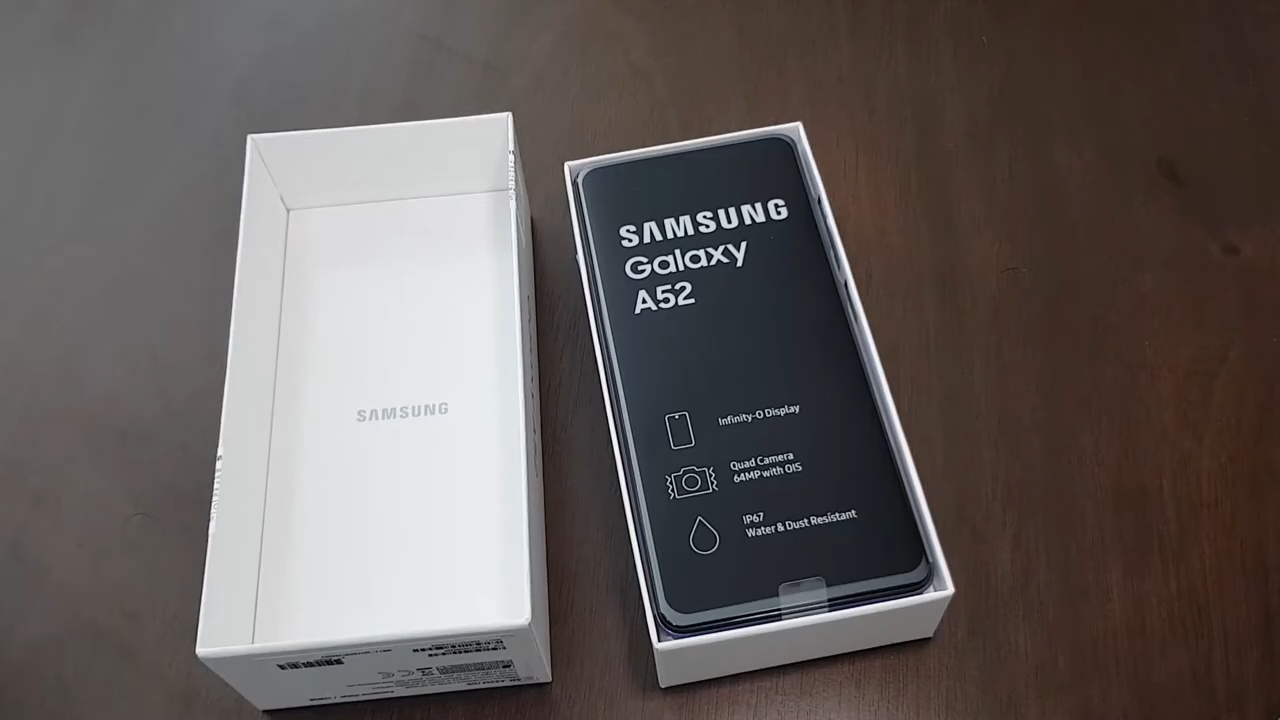 SAMSUNG
SAMSUNG
Galaxy
A52
Infinity-O Display
Quad Camera
64MP with OIS
IP67
Water & Dust Resistant